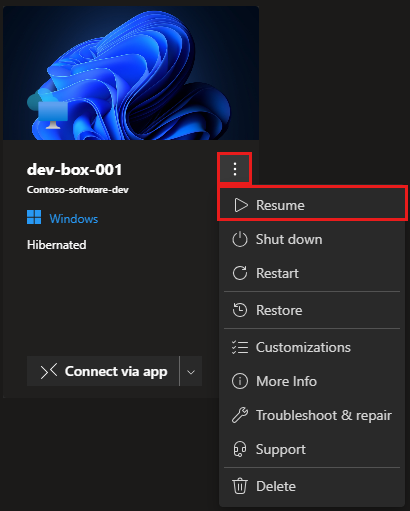 dev-box-001
Contoso-software-dev
Windows
Hibernated
Connect via app
Resume
Shut down
Restart
Restore
Customizations
More Info
Troubleshoot & repair
Support
Delete